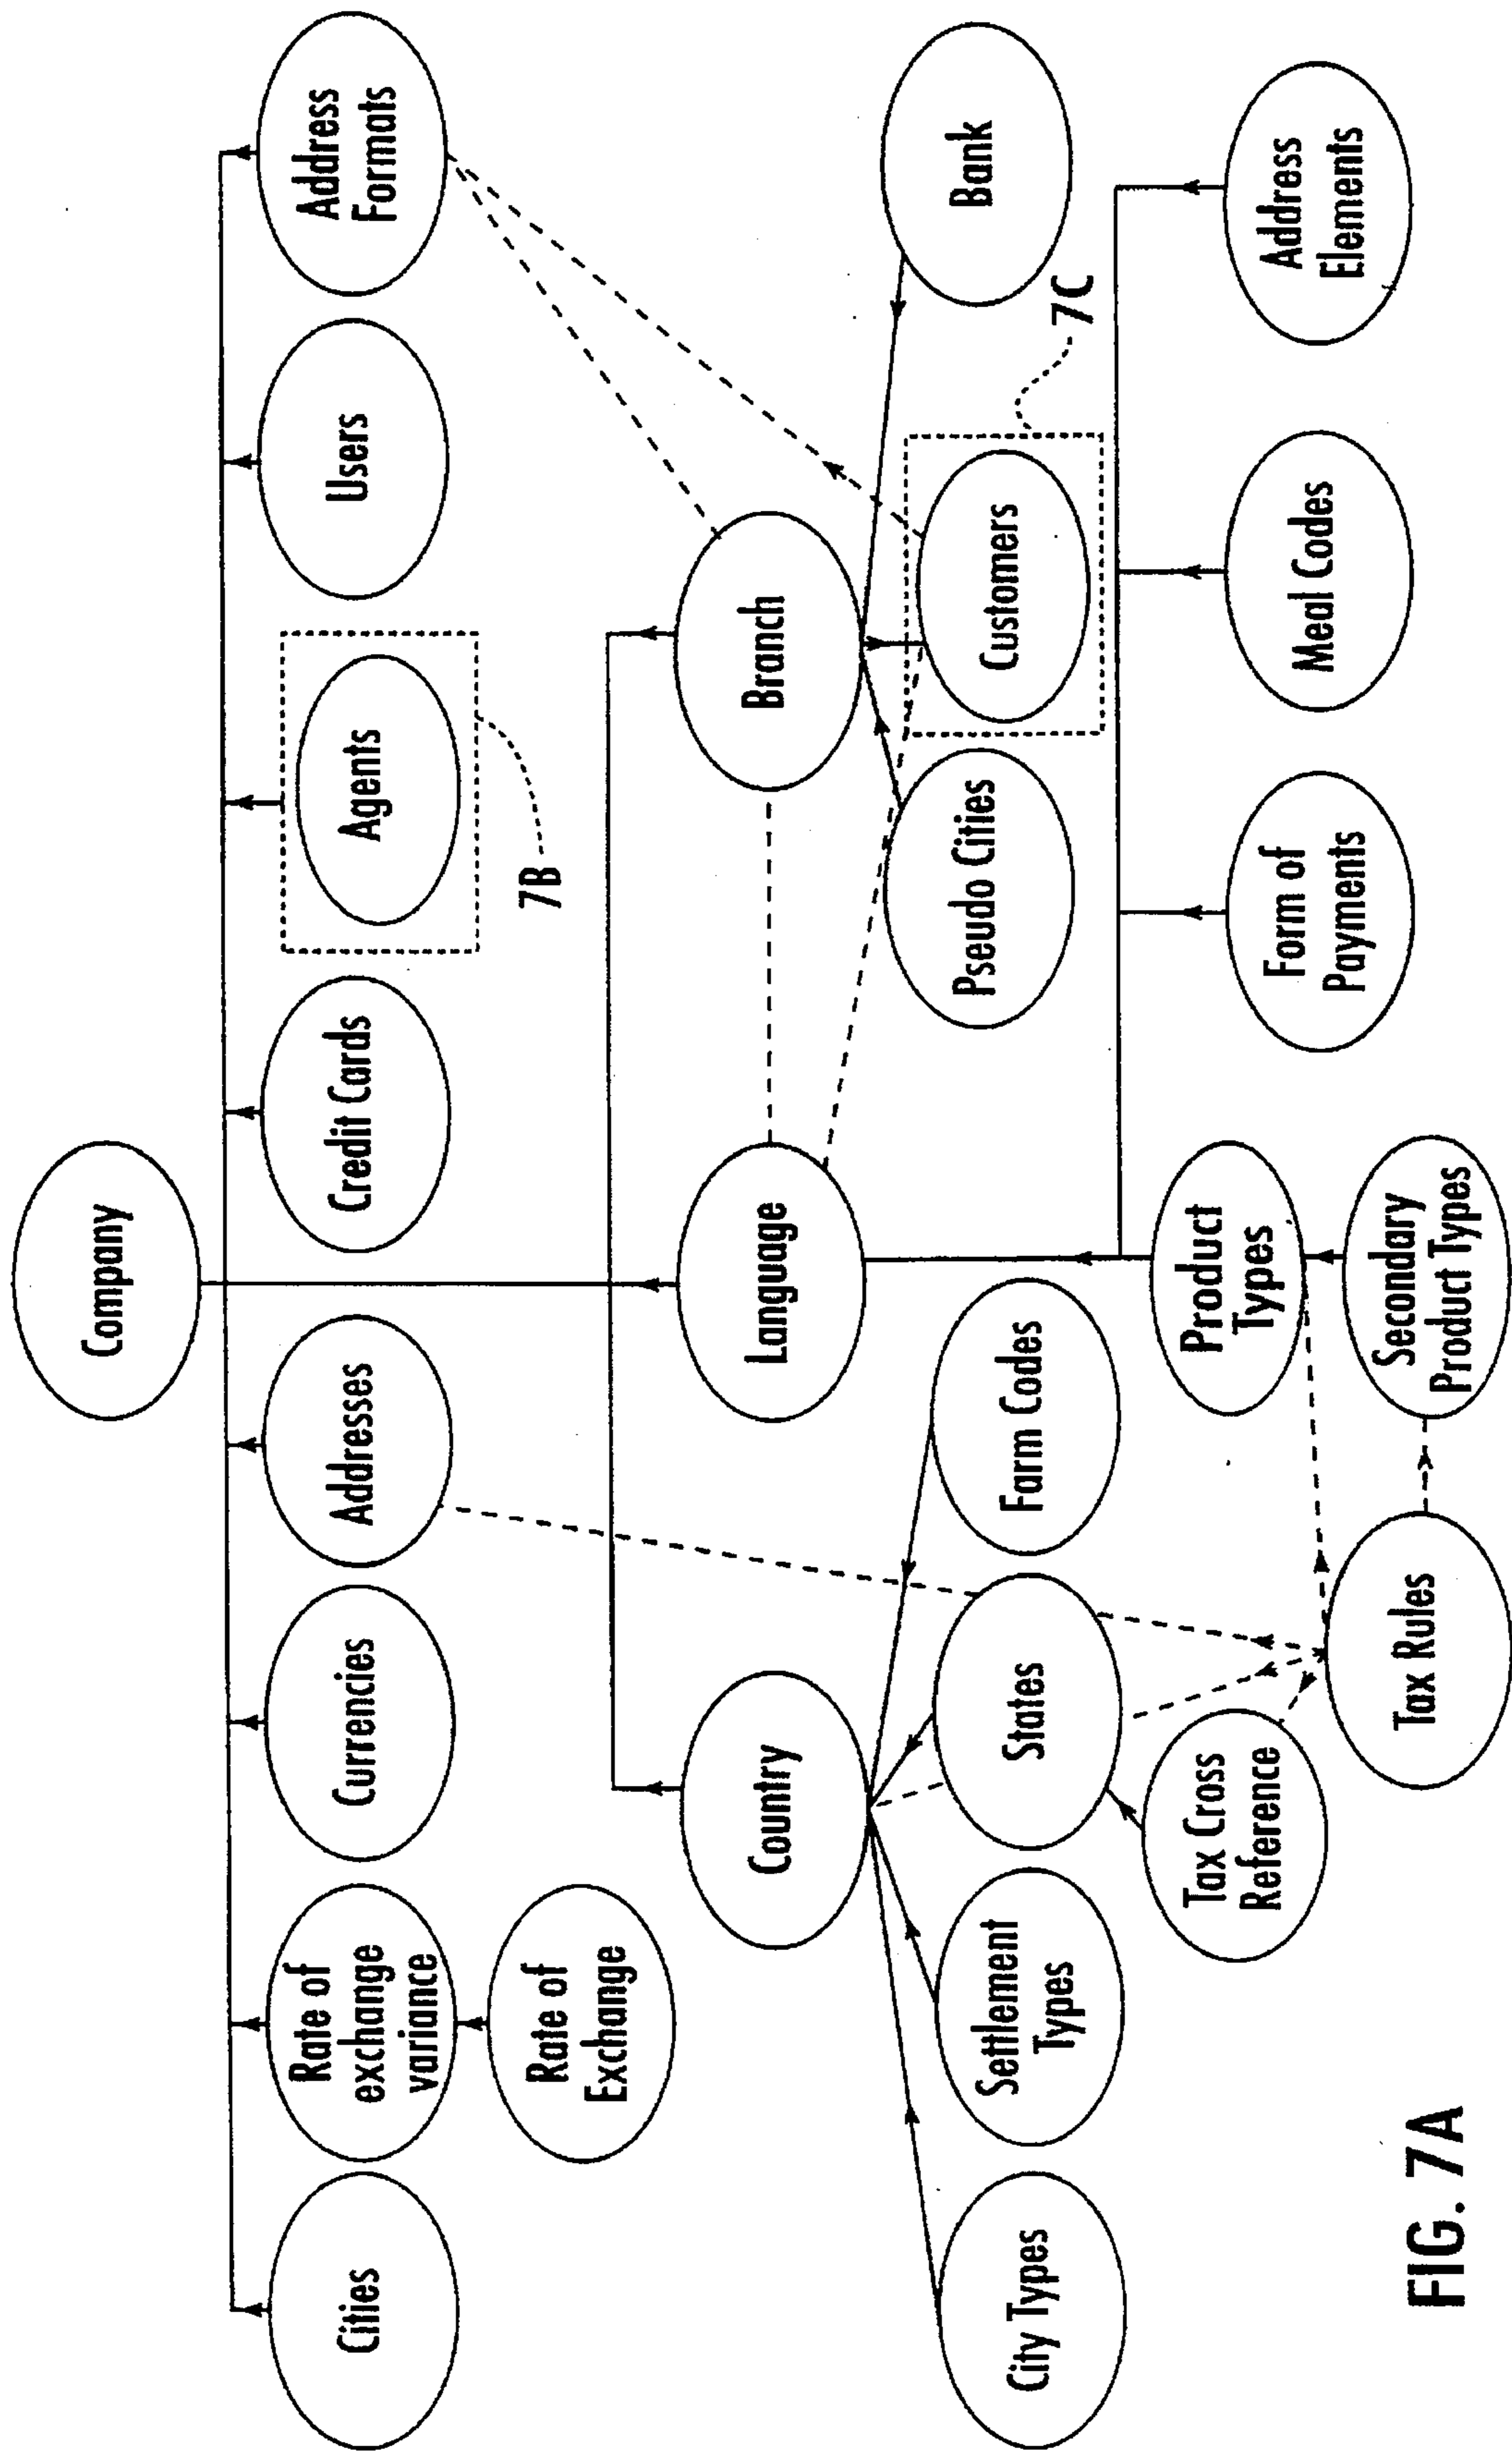 Company
Cities
Rate of
exchange
variance
Currencies
Addresses
Credit Cards
Agents
Users
Address
Formats
Rate of
Exchange
7B
Country
Language
Branch
City Types
Settlement
Types
States
Farm Codes
Pseudo Cities
Customers
Bank
7C
Tax Cross
Reference
Product
Types
Form of
Payments
Meal Codes
Address
Elements
Tax Rules
Secondary
Product Types
FIG. 7A